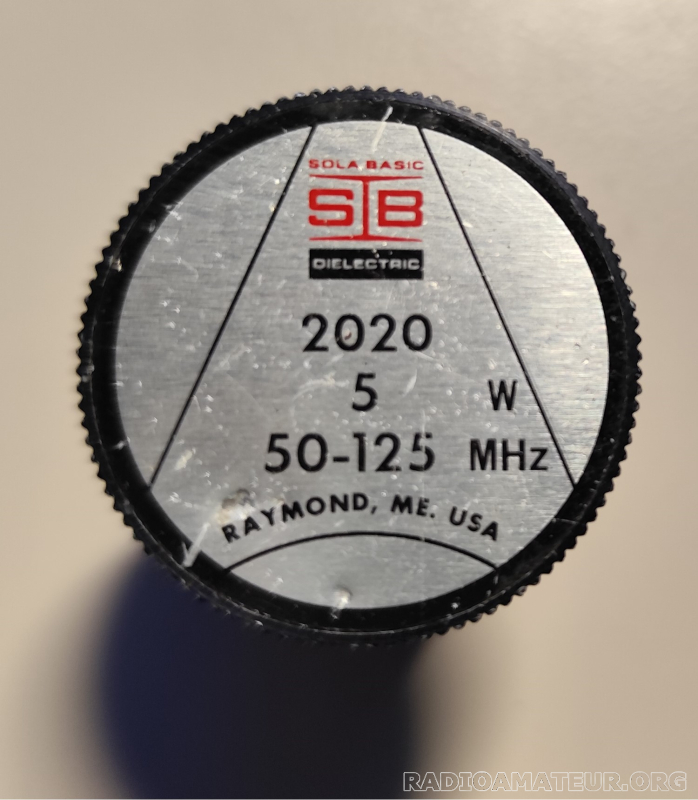 SOLA BASIC
SB
DIELECTRIC
2020
5 W
50-125 MHz
RAYMOND, ME. USA
RADIOAMATEUR.ORG